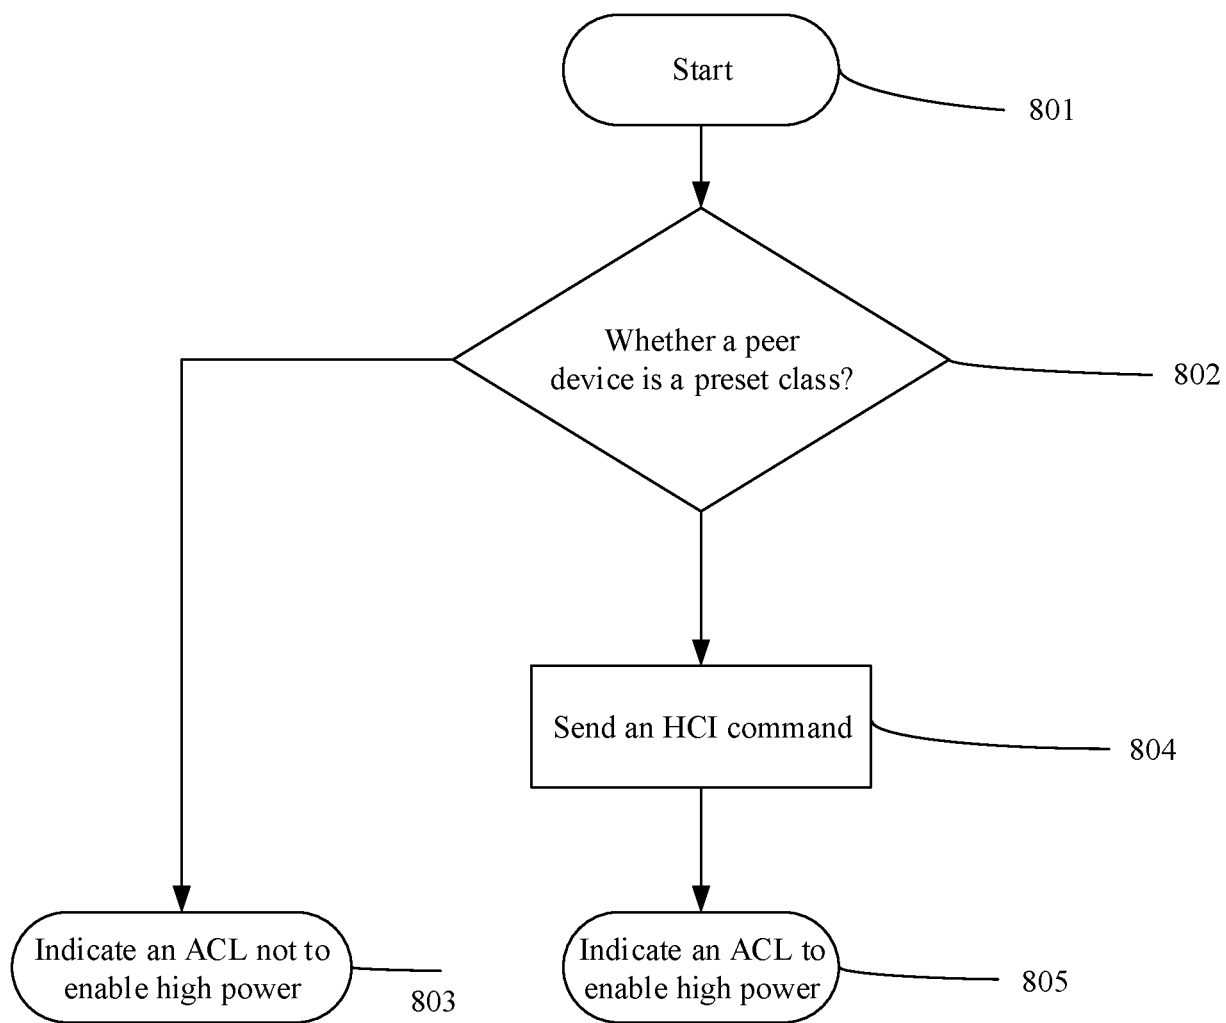 Start
801
Whether a peer
device is a preset class?
802
Send an HCI command
804
Indicate an ACL not to
enable high power
803
Indicate an ACL to
enable high power
805